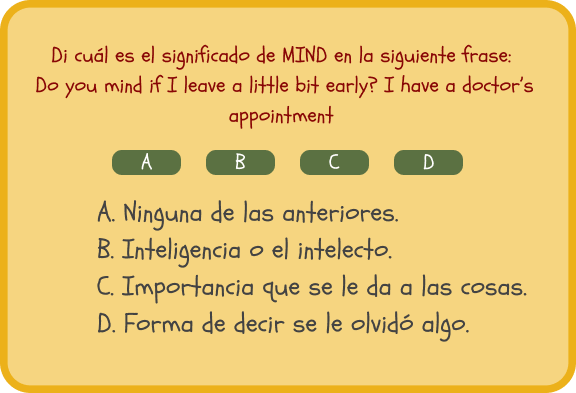 Di cuál es el significado de MIND en la siguiente frase:
Do you mind if I leave a little bit early? I have a doctor's
appointment
A B C D
A. Ninguna de las anteriores.
B. Inteligencia o el intelecto.
C. Importancia que se le da a las cosas.
D. Forma de decir se le olvidó algo.